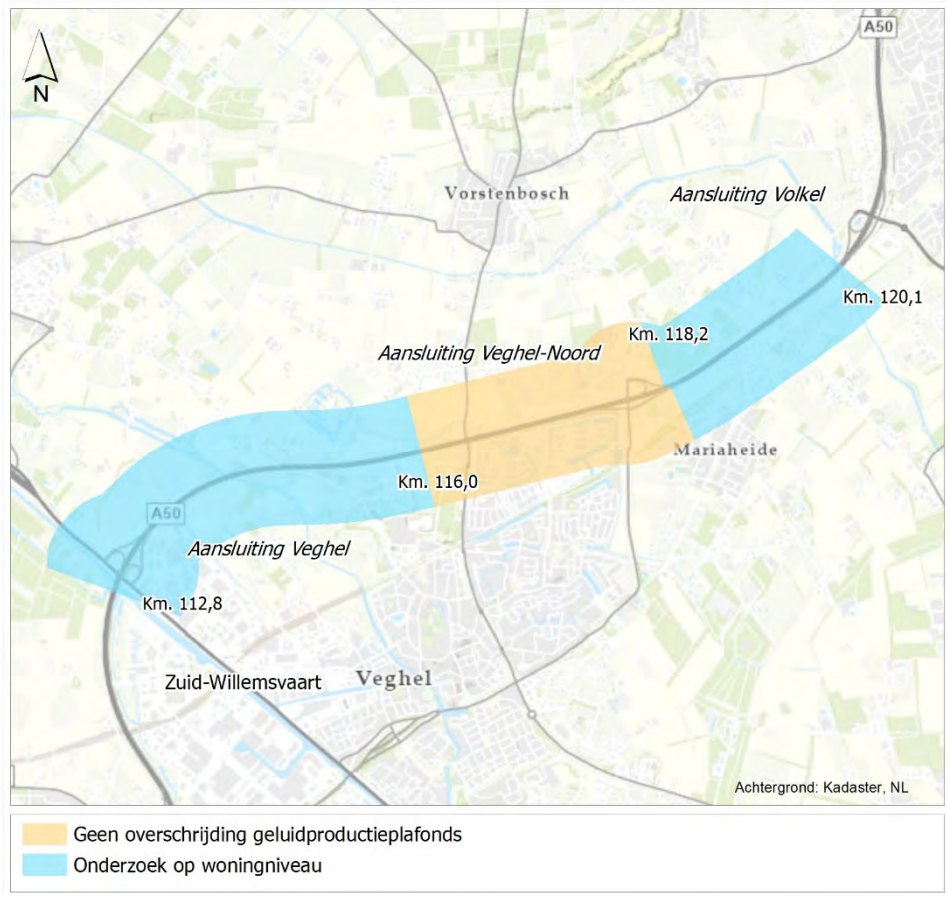 A50
N
Vorstenbosch
Aansluiting Volkel
Km. 120,1
Km. 118,2
Aansluiting Veghel-Noord
Mariaheide
Km. 116,0
A50
Aansluiting Veghel
Km. 112,8
Zuid-Willemsvaart
Veghel
Achtergrond: Kadaster, NL
Geen overschrijding geluidproductieplafonds
Onderzoek op woningniveau